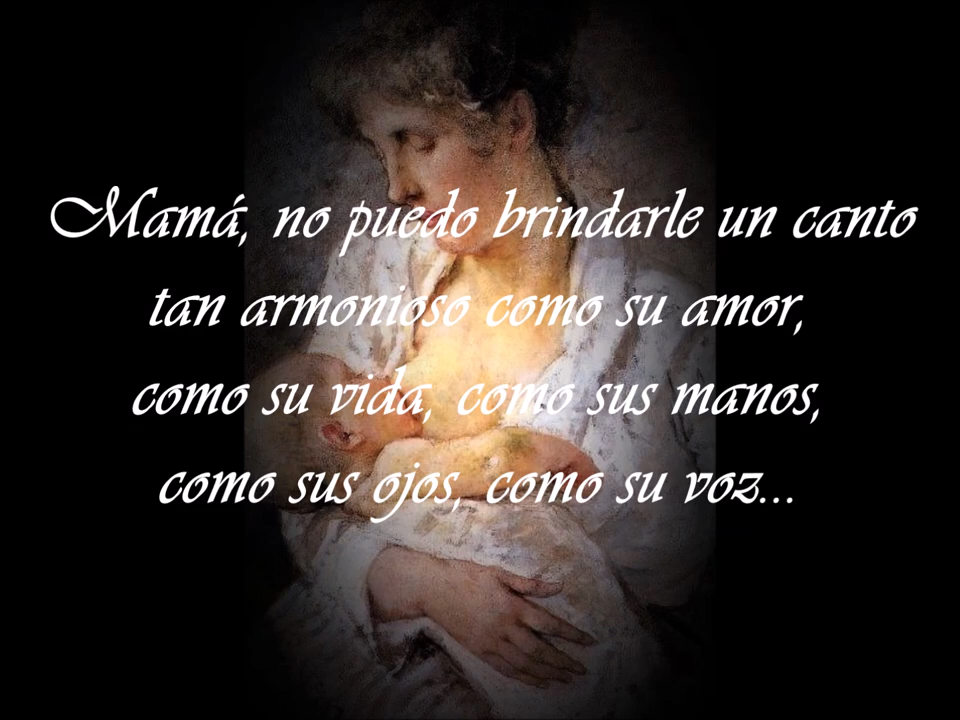 Mamá, no puedo brindarle un canto
tan armonioso como su amor,
como su vida, como sus manos,
como sus ojos, como su voz...